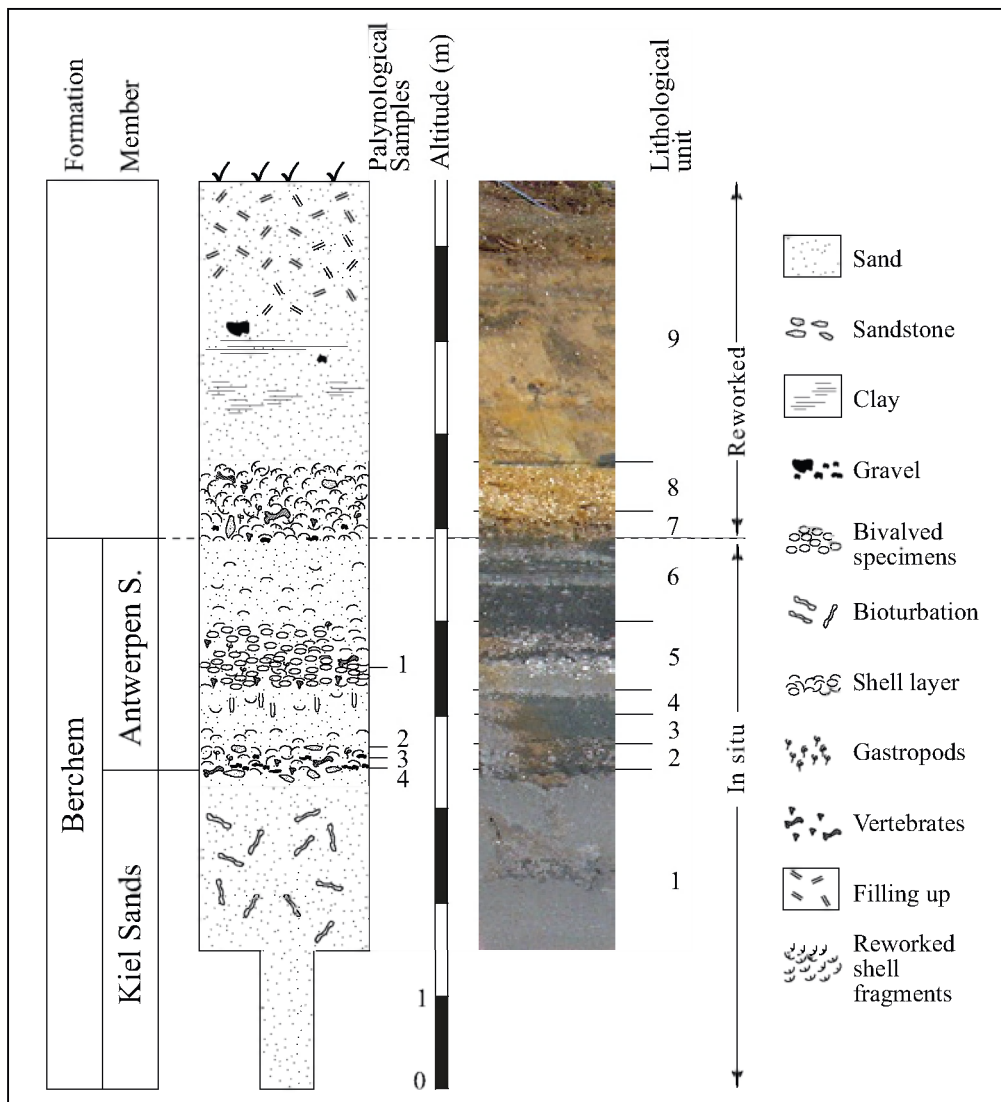 Formation
Member
Palynological
Samples
Altitude (m)
Lithological
unit
Berchem
Antwerpen S.
Kiel Sands
1
2
3
4
1
0
9
8
7
6
5
4
3
2
1
Reworked
In situ
Sand
Sandstone
Clay
Gravel
Bivalved
specimens
Bioturbation
Shell layer
Gastropods
Vertebrates
Filling up
Reworked
shell
fragments